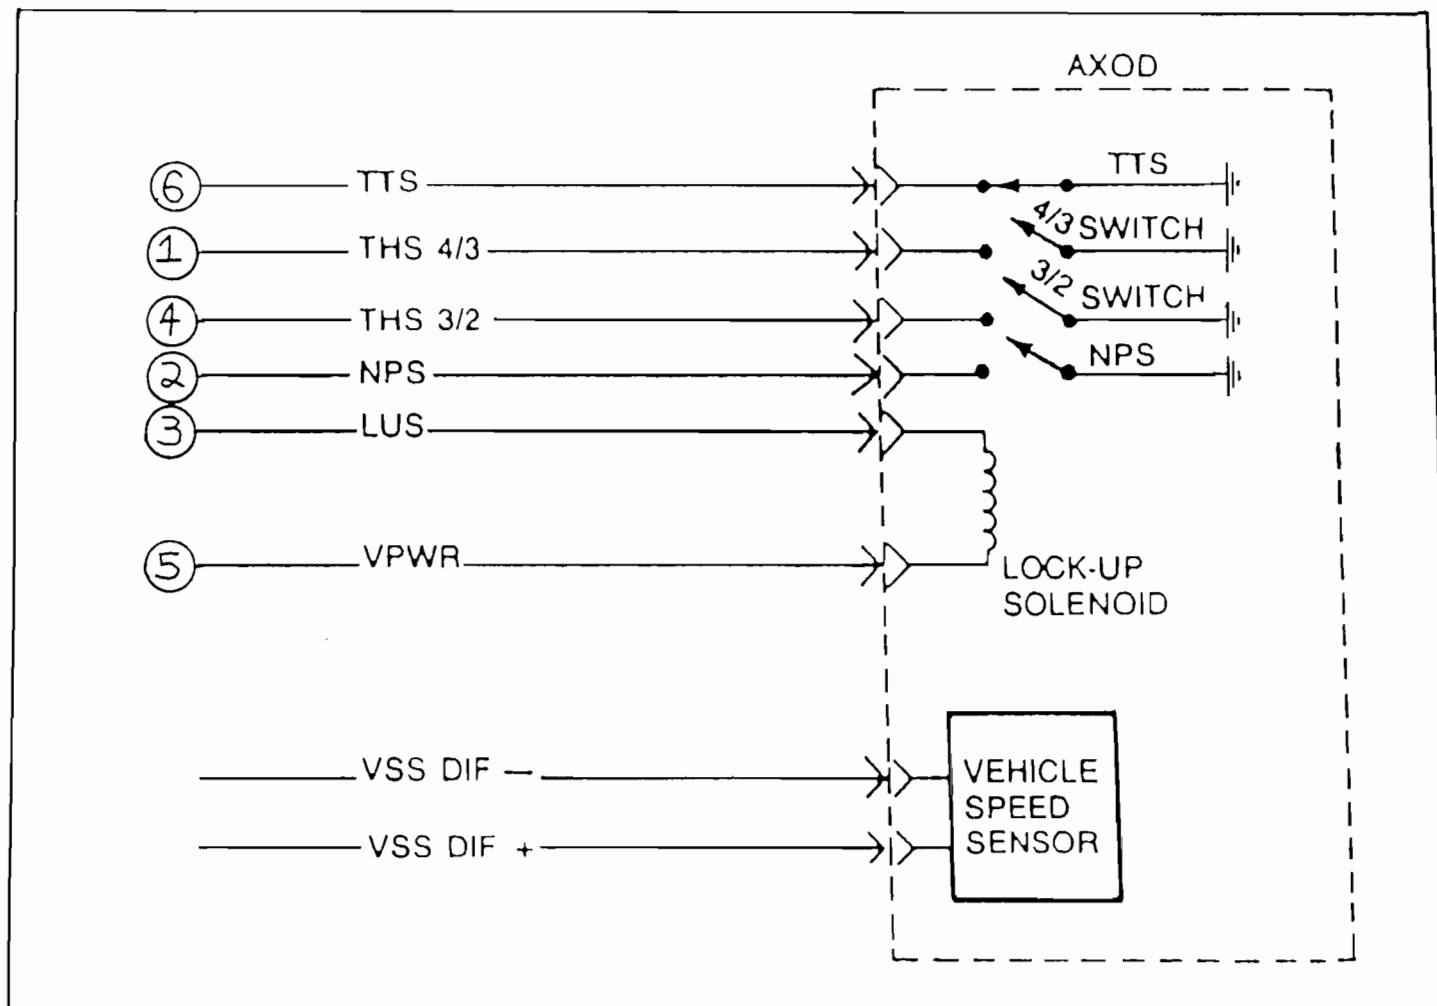 AXOD
6 TTS TTS
1 THS 4/3 4/3 SWITCH
4 THS 3/2 3/2 SWITCH
2 NPS NPS
3 LUS
5 VPWR
LOCK-UP
SOLENOID
VSS DIF —
VSS DIF +
VEHICLE
SPEED
SENSOR